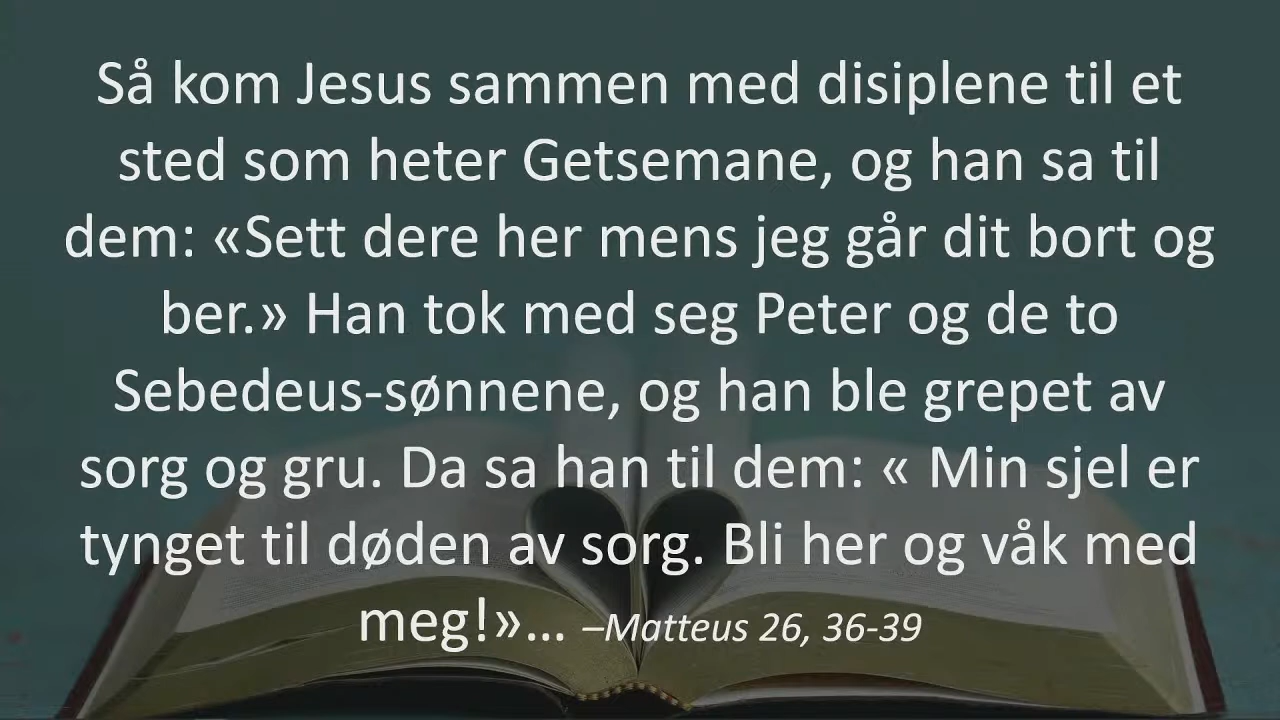 Så kom Jesus sammen med disiplene til et
sted som heter Getsemane, og han sa til
dem: «Sett dere her mens jeg går dit bort og
ber.» Han tok med seg Peter og de to
Sebedeus-sønnene, og han ble grepet av
sorg og gru. Da sa han til dem: « Min sjel er
tynget til døden av sorg. Bli her og våk med
meg!»... –Matteus 26, 36-39